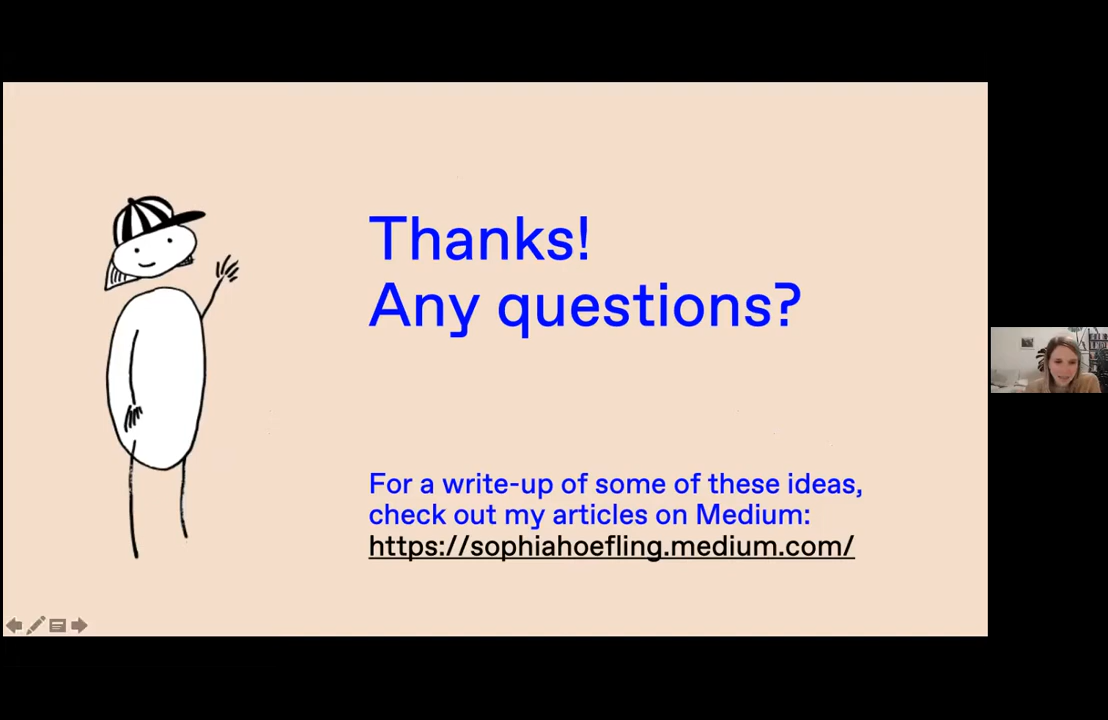 Thanks!
Any questions?
For a write-up of some of these ideas,
check out my articles on Medium:
https://sophiahoefling.medium.com/